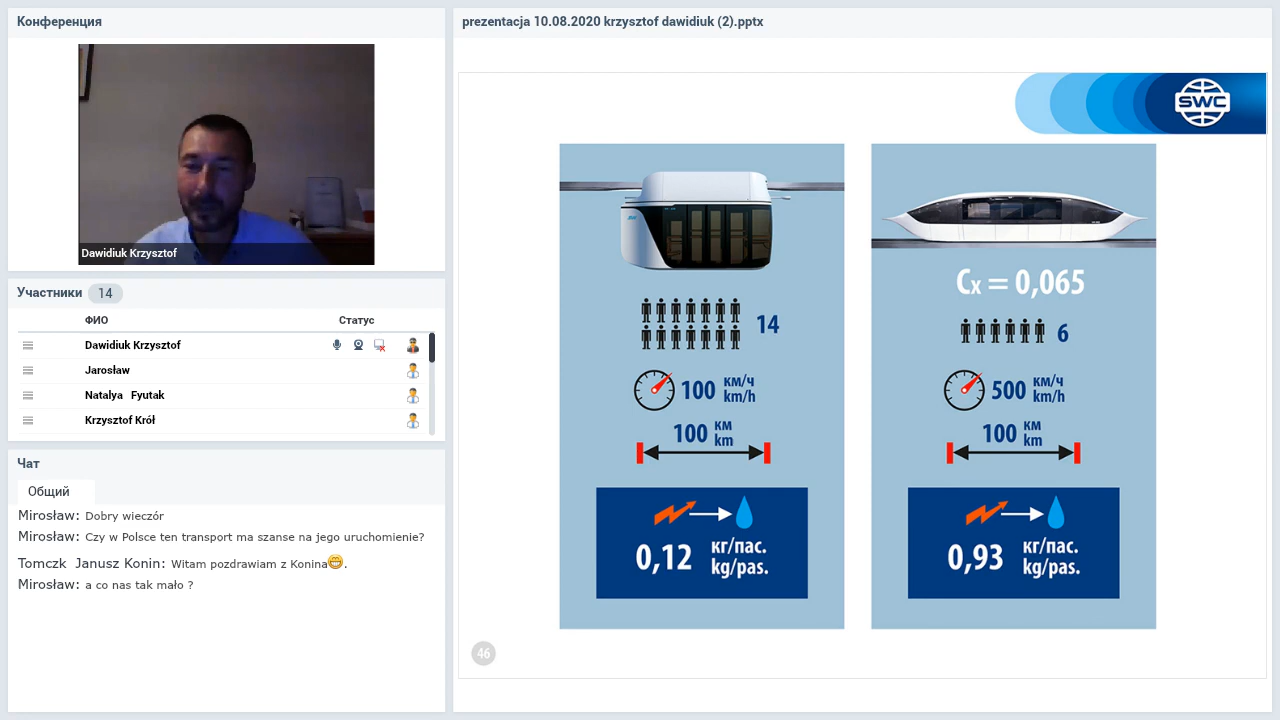 Конференция
Dawidiuk Krzysztof
Участники 14
ФИО Статус
Dawidiuk Krzysztof
Jarosław
Natalya Fyutak
Krzysztof Król
Чат
Общий
Mirosław: Dobry wieczór
Mirosław: Czy w Polsce ten transport ma szanse na jego uruchomienie?
Tomczk Janusz Konin: Witam pozdrawiam z Konina😁.
Mirosław: a co nas tak mało ?
prezentacja 10.08.2020 krzysztof dawidiuk (2).pptx
SWC
14
100 км/ч km/h
100 км km
0,12 кг/пас. kg/pas.
Cx = 0,065
6
500 км/ч km/h
100 км km
0,93 кг/пас. kg/pas.
46